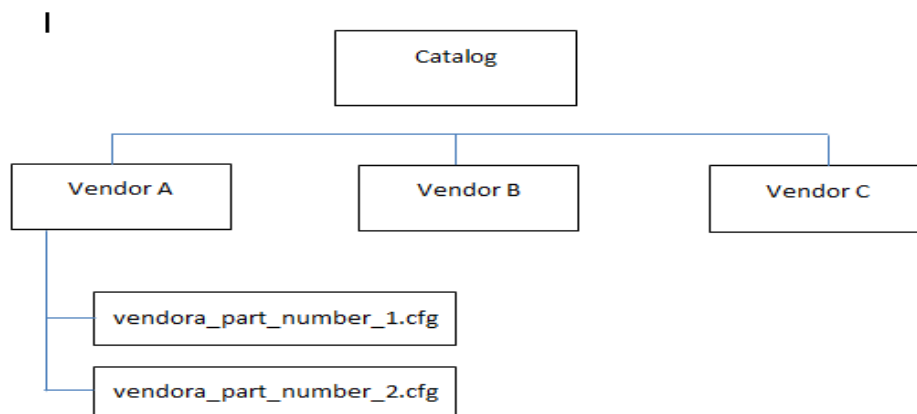 Catalog
Vendor A
Vendor B
Vendor C
vendora_part_number_1.cfg
vendora_part_number_2.cfg